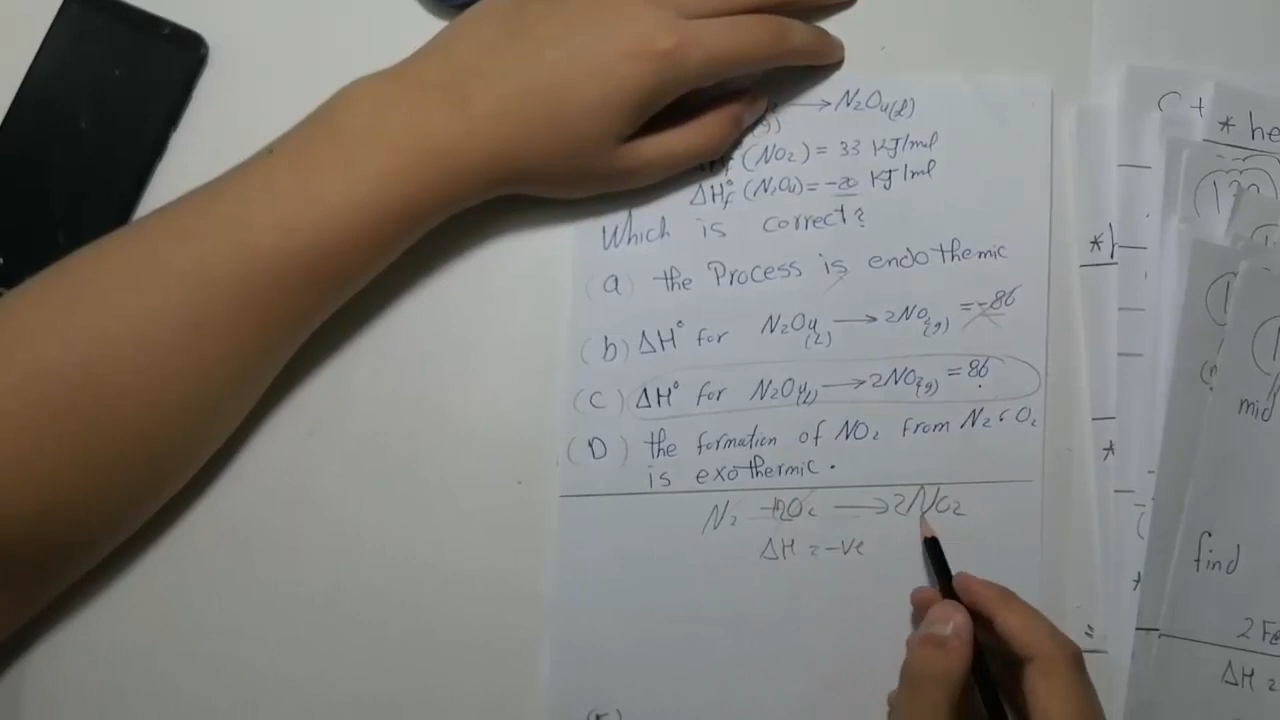 → N2O4(l)
(NO2) = 33 KJ/mol
ΔH°f (N2O4) = -20 KJ/mol
Which is correct?
(a) the Process is endothemic
(b) ΔH° for N2O4(l) → 2NO2(g) = -86
(C) ΔH° for N2O4(l) → 2NO2(g) = 86
(D) the formation of NO2 from N2 & O2
is exothermic.
N2 + 2O2 → 2NO2
ΔH = -ve
C +
* he
*}
*
find
mid
2Fe
ΔH =
=